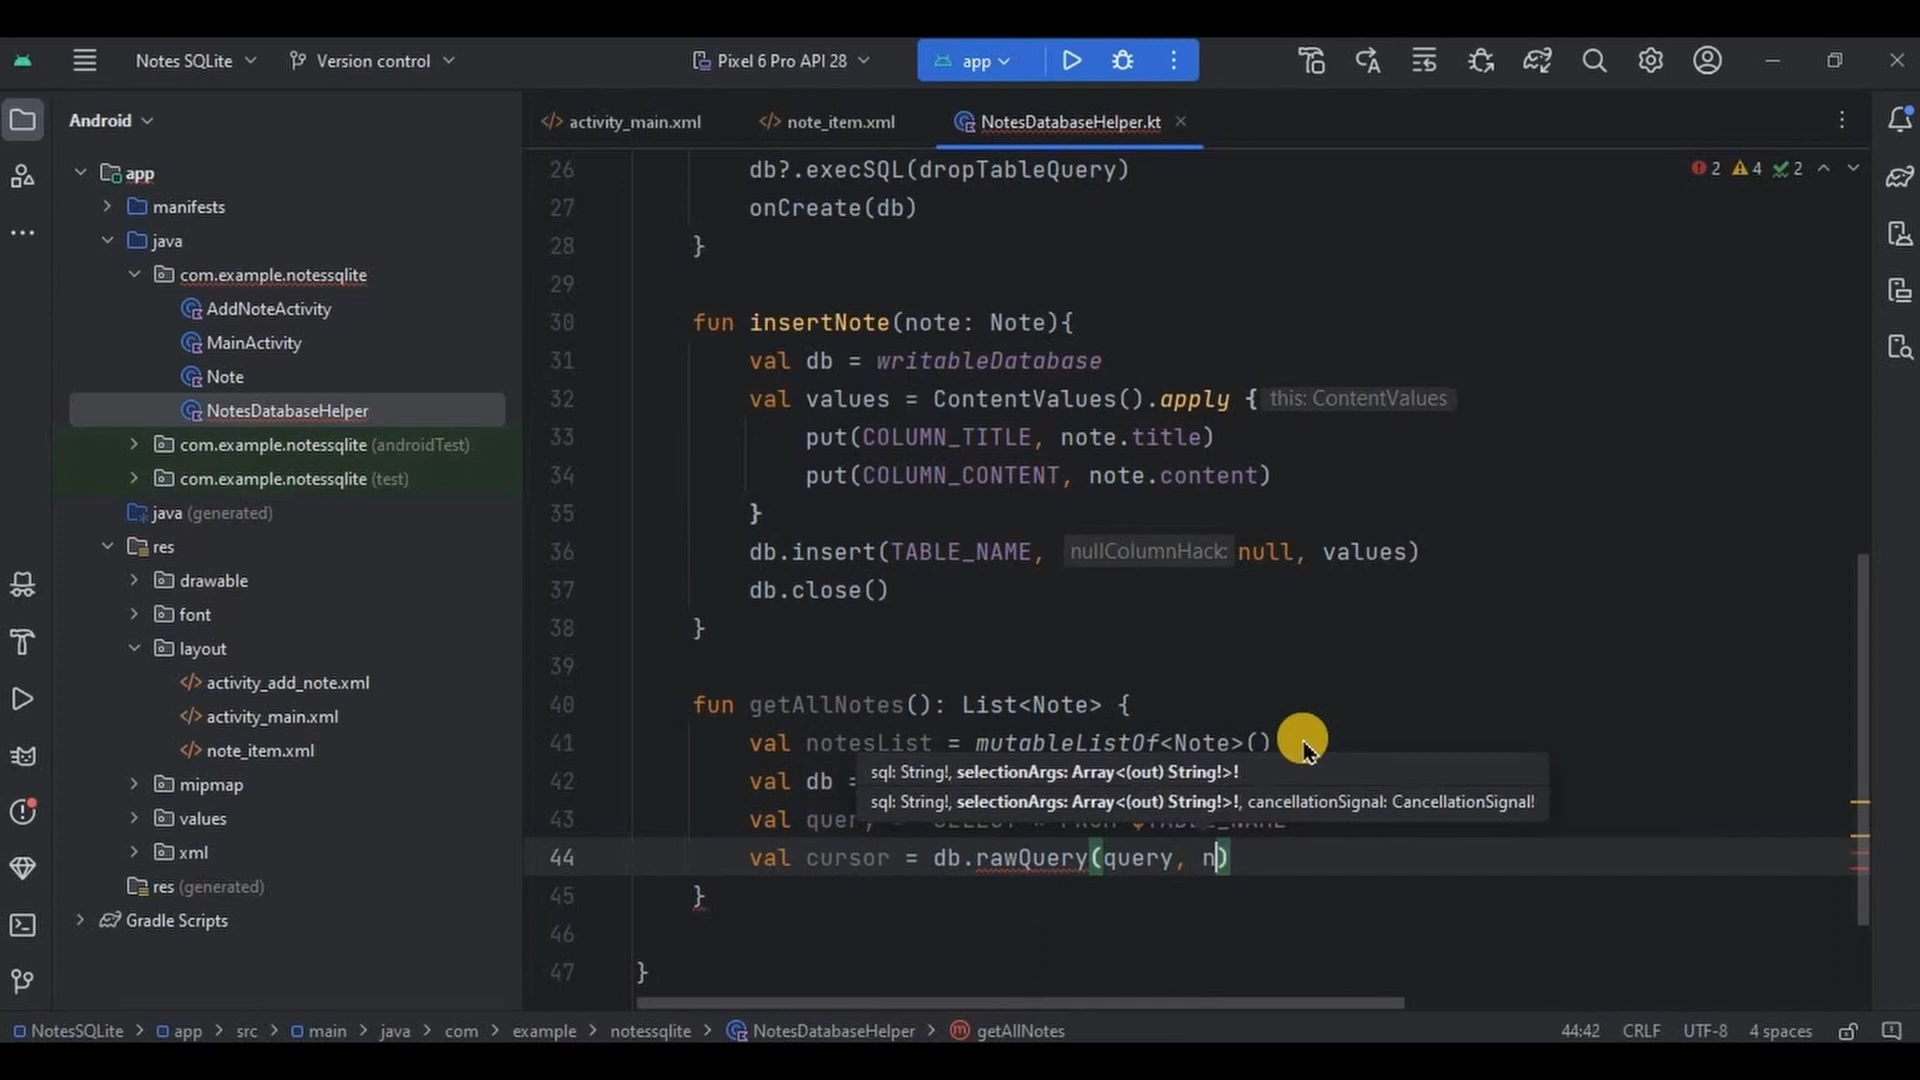 Notes SQLite
Version control
Pixel 6 Pro API 28
app
Android
activity_main.xml
note_item.xml
NotesDatabaseHelper.kt
app
manifests
java
com.example.notessqlite
AddNoteActivity
MainActivity
Note
NotesDatabaseHelper
com.example.notessqlite (androidTest)
com.example.notessqlite (test)
java (generated)
res
drawable
font
layout
activity_add_note.xml
activity_main.xml
note_item.xml
mipmap
values
xml
res (generated)
Gradle Scripts
2 4 2
26 db?.execSQL(dropTableQuery)
27 onCreate(db)
28 }
29
30 fun insertNote(note: Note){
31 val db = writableDatabase
32 val values = ContentValues().apply { this: ContentValues
33 put(COLUMN_TITLE, note.title)
34 put(COLUMN_CONTENT, note.content)
35 }
36 db.insert(TABLE_NAME, nullColumnHack: null, values)
37 db.close()
38 }
39
40 fun getAllNotes(): List<Note> {
41 val notesList = mutableListOf<Note>()
sql: String!, selectionArgs: Array<(out) String!>!
42 val db =
sql: String!, selectionArgs: Array<(out) String!>!, cancellationSignal: CancellationSignal!
43 val query = "SELECT * FROM $TABLE_NAME"
44 val cursor = db.rawQuery(query, n)
45 }
46
47 }
NotesSQLite > app > src > main > java > com > example > notessqlite > NotesDatabaseHelper > getAllNotes
44:42 CRLF UTF-8 4 spaces